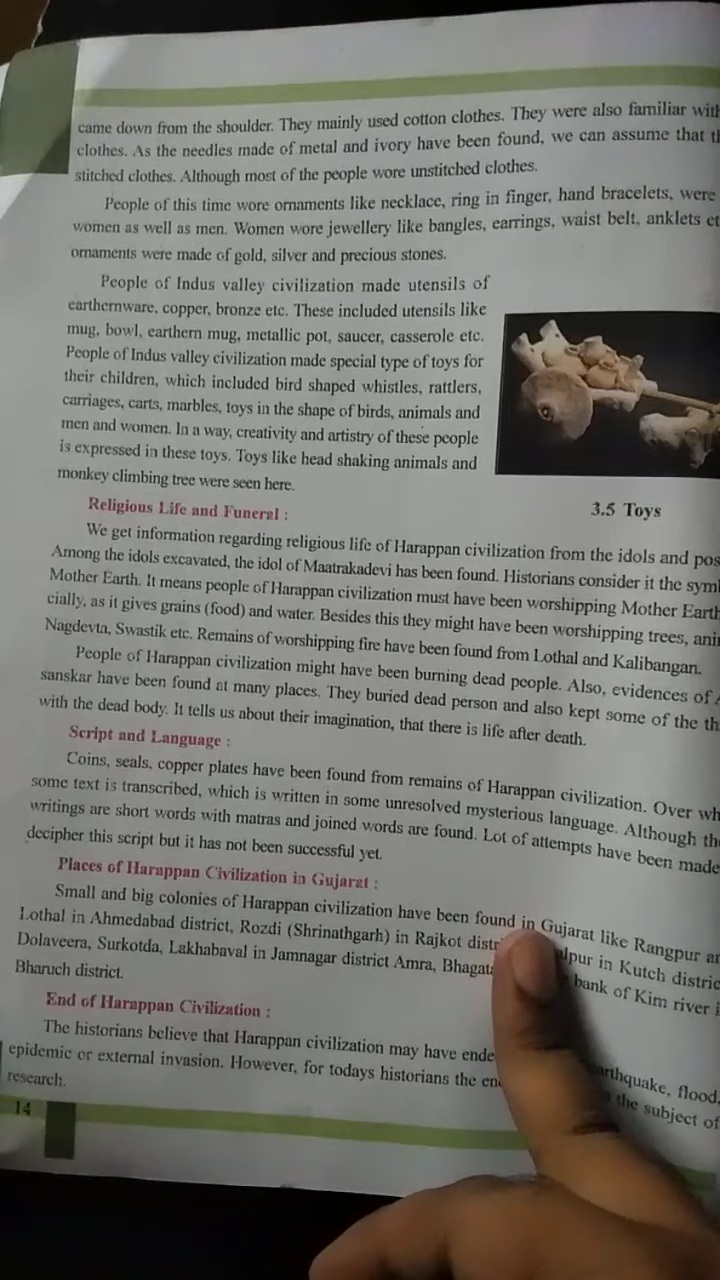 came down from the shoulder. They mainly used cotton clothes. They were also familiar with
clothes. As the needles made of metal and ivory have been found, we can assume that
stitched clothes. Although most of the people wore unstitched clothes.
People of this time wore ornaments like necklace, ring in finger, hand bracelets, were
women as well as men. Women wore jewellery like bangles, earrings, waist belt, anklets
ornaments were made of gold, silver and precious stones.
People of Indus valley civilization made utensils of
earthernware, copper, bronze etc. These included utensils like
mug, bowl, earthern mug, metallic pot, saucer, casserole etc.
People of Indus valley civilization made special type of toys for
their children, which included bird shaped whistles, rattlers,
carriages, carts, marbles, toys in the shape of birds, animals and
men and women. In a way, creativity and artistry of these people
is expressed in these toys. Toys like head shaking animals and
monkey climbing tree were seen here.
3.5 Toys
Religious Life and Funeral :
We get information regarding religious life of Harappan civilization from the idols and
Among the idols excavated, the idol of Maatrakadevi has been found. Historians consider it the
Mother Earth. It means people of Harappan civilization must have been worshipping Mother Earth
cially, as it gives grains (food) and water. Besides this they might have been worshipping trees,
Nagdevta, Swastik etc. Remains of worshipping fire have been found from Lothal and Kalibangan.
People of Harappan civilization might have been burning dead people. Also, evidences of
sanskar have been found at many places. They buried dead person and also kept some of the
with the dead body. It tells us about their imagination, that there is life after death.
Script and Language :
Coins, seals, copper plates have been found from remains of Harappan civilization. Over
some text is transcribed, which is written in some unresolved mysterious language. Although
writings are short words with matras and joined words are found. Lot of attempts have been made
decipher this script but it has not been successful yet.
Places of Harappan Civilization in Gujarat :
Small and big colonies of Harappan civilization have been found in Gujarat like Rangpur
Lothal in Ahmedabad district, Rozdi (Shrinathgarh) in Rajkot in Kutch
Dolaveera, Surkotda, Lakhabaval in Jamnagar district Amra, bank of Kim river
Bharuch district.
End of Harappan Civilization :
The historians believe that Harappan civilization may have flood,
epidemic or external invasion. However, for todays historians the the subject of
research.
14